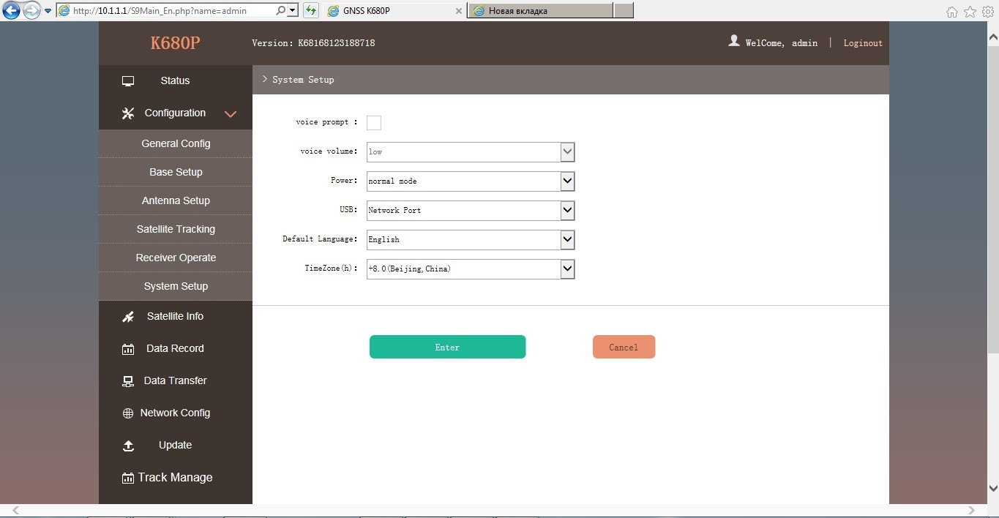 http://10.1.1.1/S9Main_En.php?name=admin
GNSS K680P
Новая вкладка
K680P
Version: K68168123188718
WelCome, admin | Loginout
Status
Configuration
General Config
Base Setup
Antenna Setup
Satellite Tracking
Receiver Operate
System Setup
Satellite Info
Data Record
Data Transfer
Network Config
Update
Track Manage
> System Setup
voice prompt :
voice volume: low
Power: normal mode
USB: Network Port
Default Language: English
TimeZone(h): +8.0(Beijing,China)
Enter
Cancel